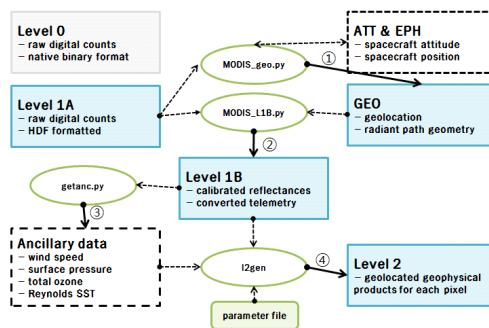 Level 0
– raw digital counts
– native binary format
ATT & EPH
– spacecraft attitude
– spacecraft position
MODIS_geo.py
①
Level 1A
– raw digital counts
– HDF formatted
MODIS_L1B.py
GEO
– geolocation
– radiant path geometry
②
getanc.py
Level 1B
– calibrated reflectances
– converted telemetry
③
Ancillary data
– wind speed
– surface pressure
– total ozone
– Reynolds SST
l2gen
④
Level 2
– geolocated geophysical
products for each pixel
parameter file